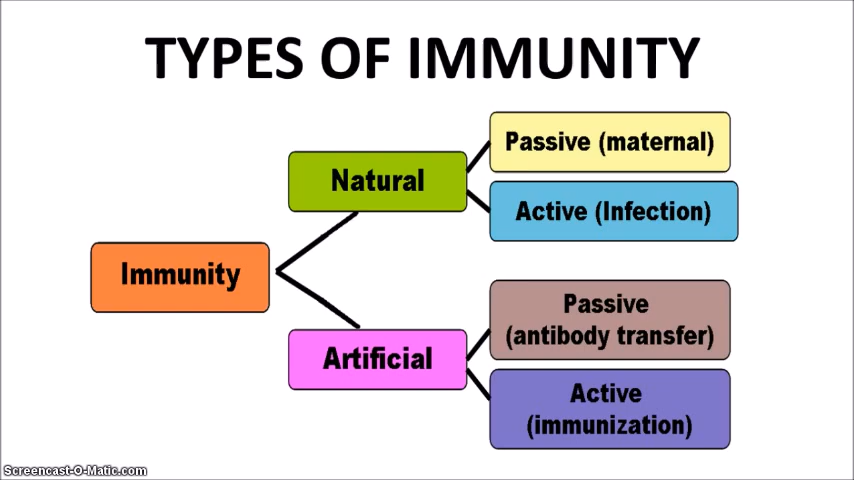 TYPES OF IMMUNITY
Passive (maternal)
Natural
Active (Infection)
Immunity
Passive
(antibody transfer)
Artificial
Active
(immunization)
Screencast-O-Matic.com